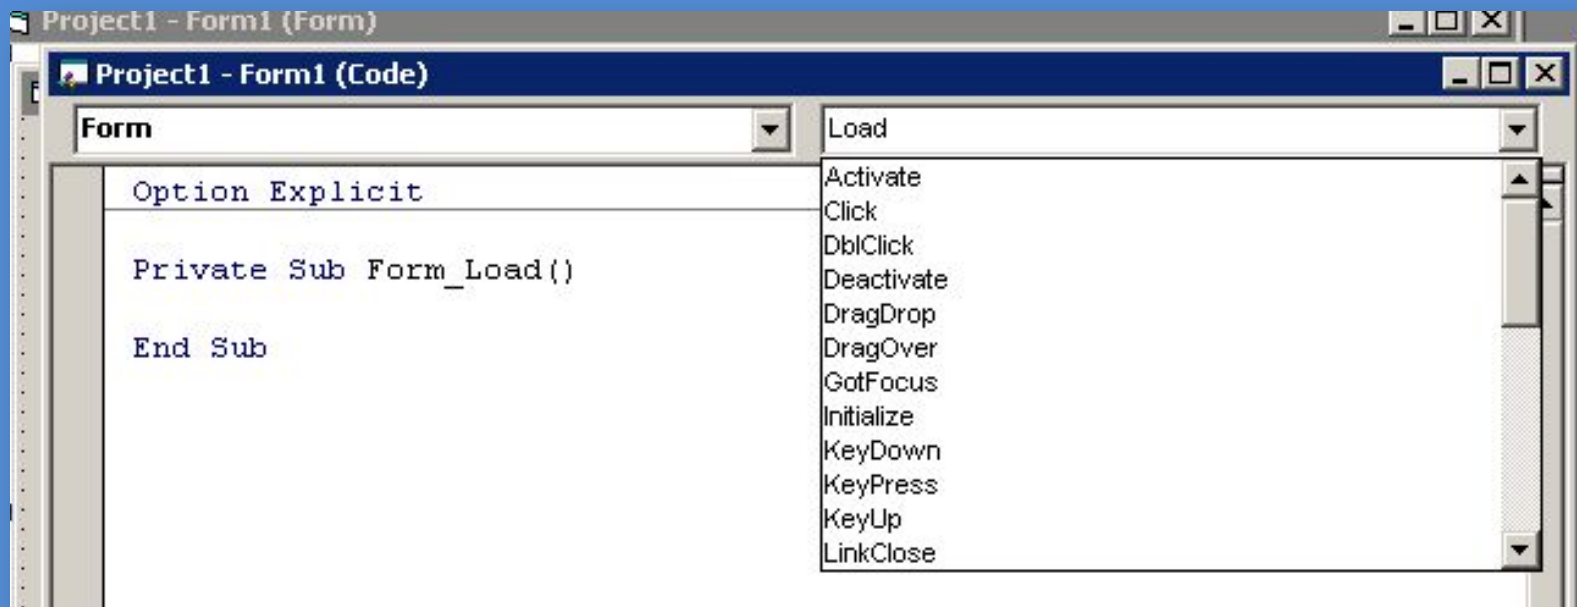 Project1 - Form1 (Form)
Project1 - Form1 (Code)
Form
Load
Option Explicit
Private Sub Form_Load()
End Sub
Activate
Click
DblClick
Deactivate
DragDrop
DragOver
GotFocus
Initialize
KeyDown
KeyPress
KeyUp
LinkClose